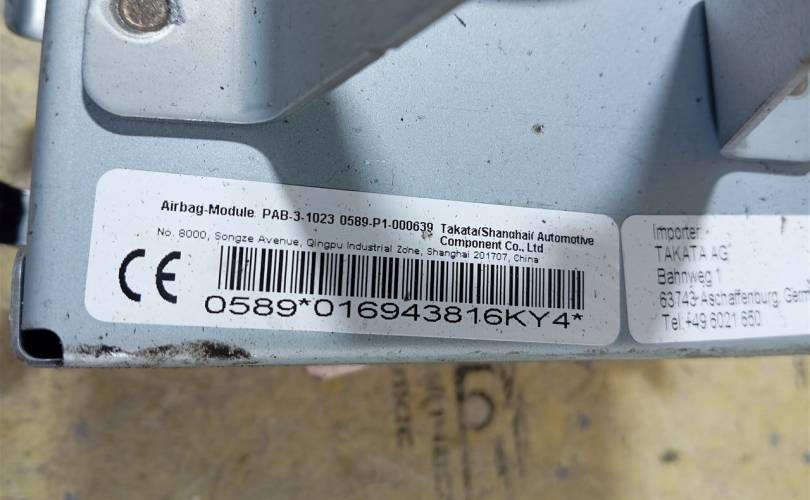 Airbag-Module PAB-3-1023 0589-P1-000639 Takata(Shanghai( Automotive
Component Co., Ltd
No. 8000, Songze Avenue, Qingpu Industrial Zone, Shanghai 201707, China
CE
0589*016943816KY4*
Importer
TAKATA AG
Bahnweg 1
63743 Aschaffenburg,
Tel +49 6021 650